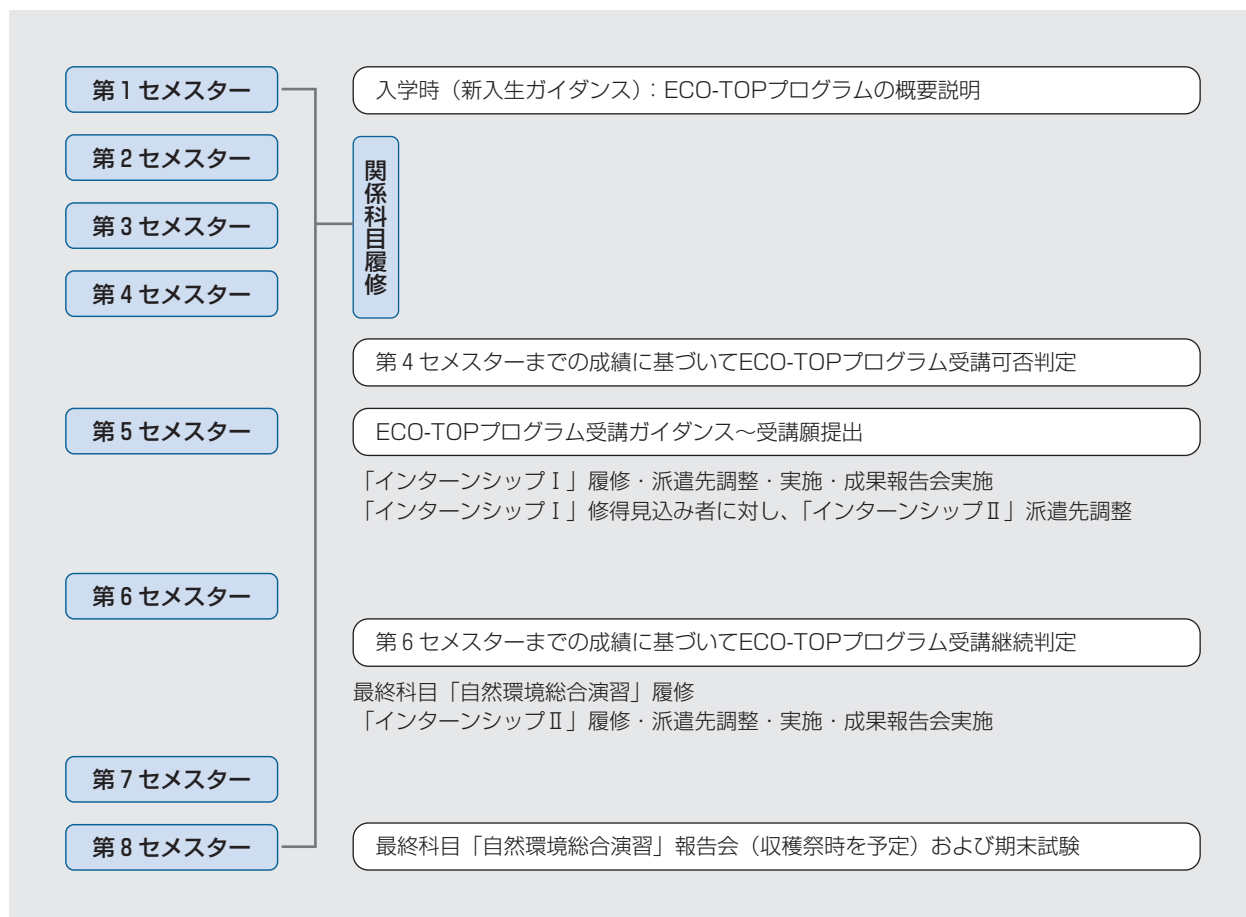 第1セメスター
入学時（新入生ガイダンス）：ECO-TOPプログラムの概要説明
第2セメスター
第3セメスター
第4セメスター
関係科目履修
第4セメスターまでの成績に基づいてECO-TOPプログラム受講可否判定
第5セメスター
ECO-TOPプログラム受講ガイダンス～受講願提出
「インターンシップⅠ」履修・派遣先調整・実施・成果報告会実施
「インターンシップⅠ」修得見込み者に対し、「インターンシップⅡ」派遣先調整
第6セメスター
第6セメスターまでの成績に基づいてECO-TOPプログラム受講継続判定
最終科目「自然環境総合演習」履修
「インターンシップⅡ」履修・派遣先調整・実施・成果報告会実施
第7セメスター
第8セメスター
最終科目「自然環境総合演習」報告会（収穫祭時を予定）および期末試験